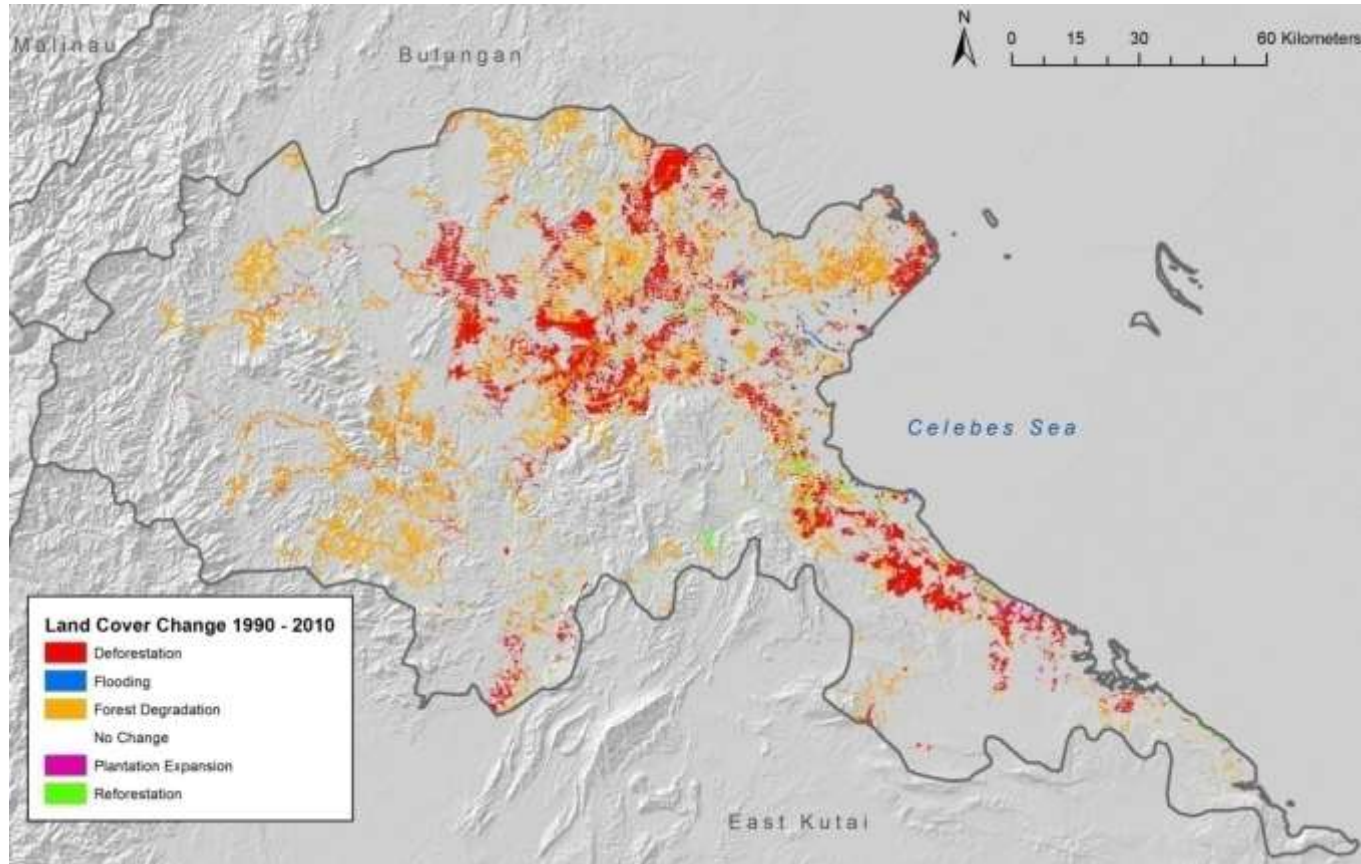 Malinau
Bulangan
N
0 15 30 60 Kilometers
Celebes Sea
Land Cover Change 1990 - 2010
Deforestation
Flooding
Forest Degradation
No Change
Plantation Expansion
Reforestation
East Kutai